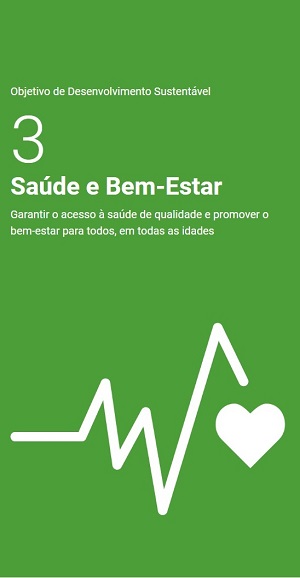 Objetivo de Desenvolvimento Sustentável
3
Saúde e Bem-Estar
Garantir o acesso à saúde de qualidade e promover o
bem-estar para todos, em todas as idades